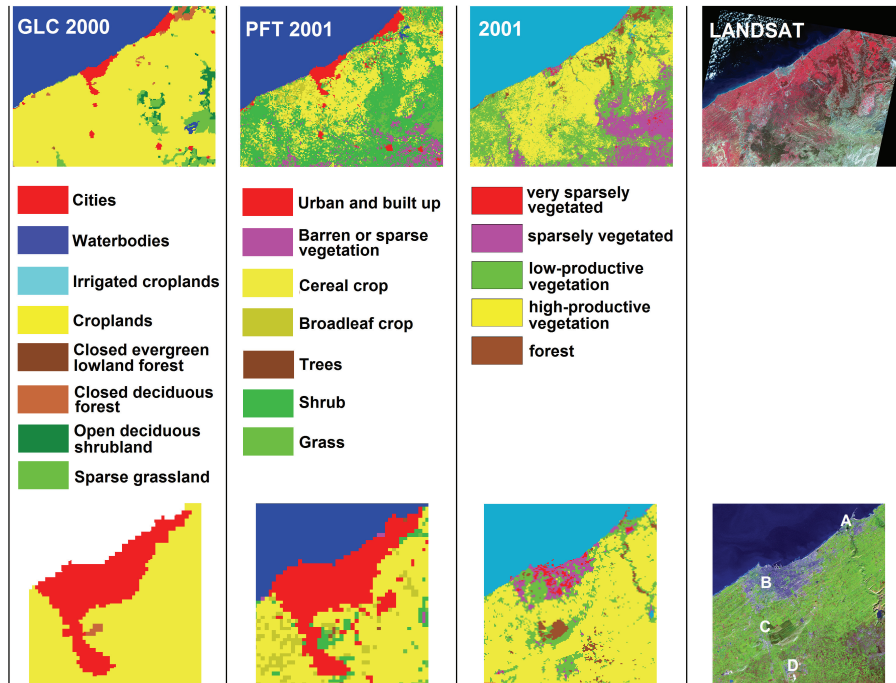 GLC 2000
PFT 2001
2001
LANDSAT
Cities
Waterbodies
Irrigated croplands
Croplands
Closed evergreen
lowland forest
Closed deciduous
forest
Open deciduous
shrubland
Sparse grassland
Urban and built up
Barren or sparse
vegetation
Cereal crop
Broadleaf crop
Trees
Shrub
Grass
very sparsely
vegetated
sparsely vegetated
low-productive
vegetation
high-productive
vegetation
forest
A
B
C
D